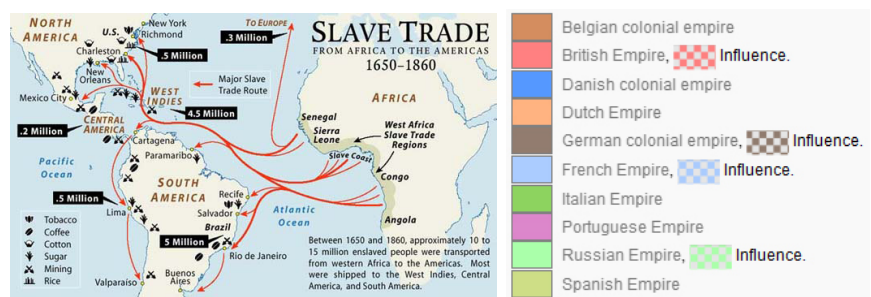 NORTH
AMERICA
U.S.
New York
Richmond
Charleston
.5 Million
New
Orleans
Mexico City
WEST
INDIES
4.5 Million
CENTRAL
AMERICA
.2 Million
TO EUROPE
.3 Million
SLAVE TRADE
FROM AFRICA TO THE AMERICAS
1650–1860
Major Slave
Trade Route
AFRICA
Senegal
Sierra
Leone
West Africa
Slave Trade
Regions
Slave Coast
Congo
Angola
Cartagena
Paramaribo
Pacific
Ocean
SOUTH
AMERICA
Recife
Salvador
Brazil
5 Million
Rio de Janeiro
.5 Million
Lima
Atlantic
Ocean
Valparaiso
Buenos
Aires
Tobacco
Coffee
Cotton
Sugar
Mining
Rice
Between 1650 and 1860, approximately 10 to
15 million enslaved people were transported
from western Africa to the Americas. Most
were shipped to the West Indies, Central
America, and South America.
Belgian colonial empire
British Empire, Influence.
Danish colonial empire
Dutch Empire
German colonial empire, Influence.
French Empire, Influence.
Italian Empire
Portuguese Empire
Russian Empire, Influence.
Spanish Empire